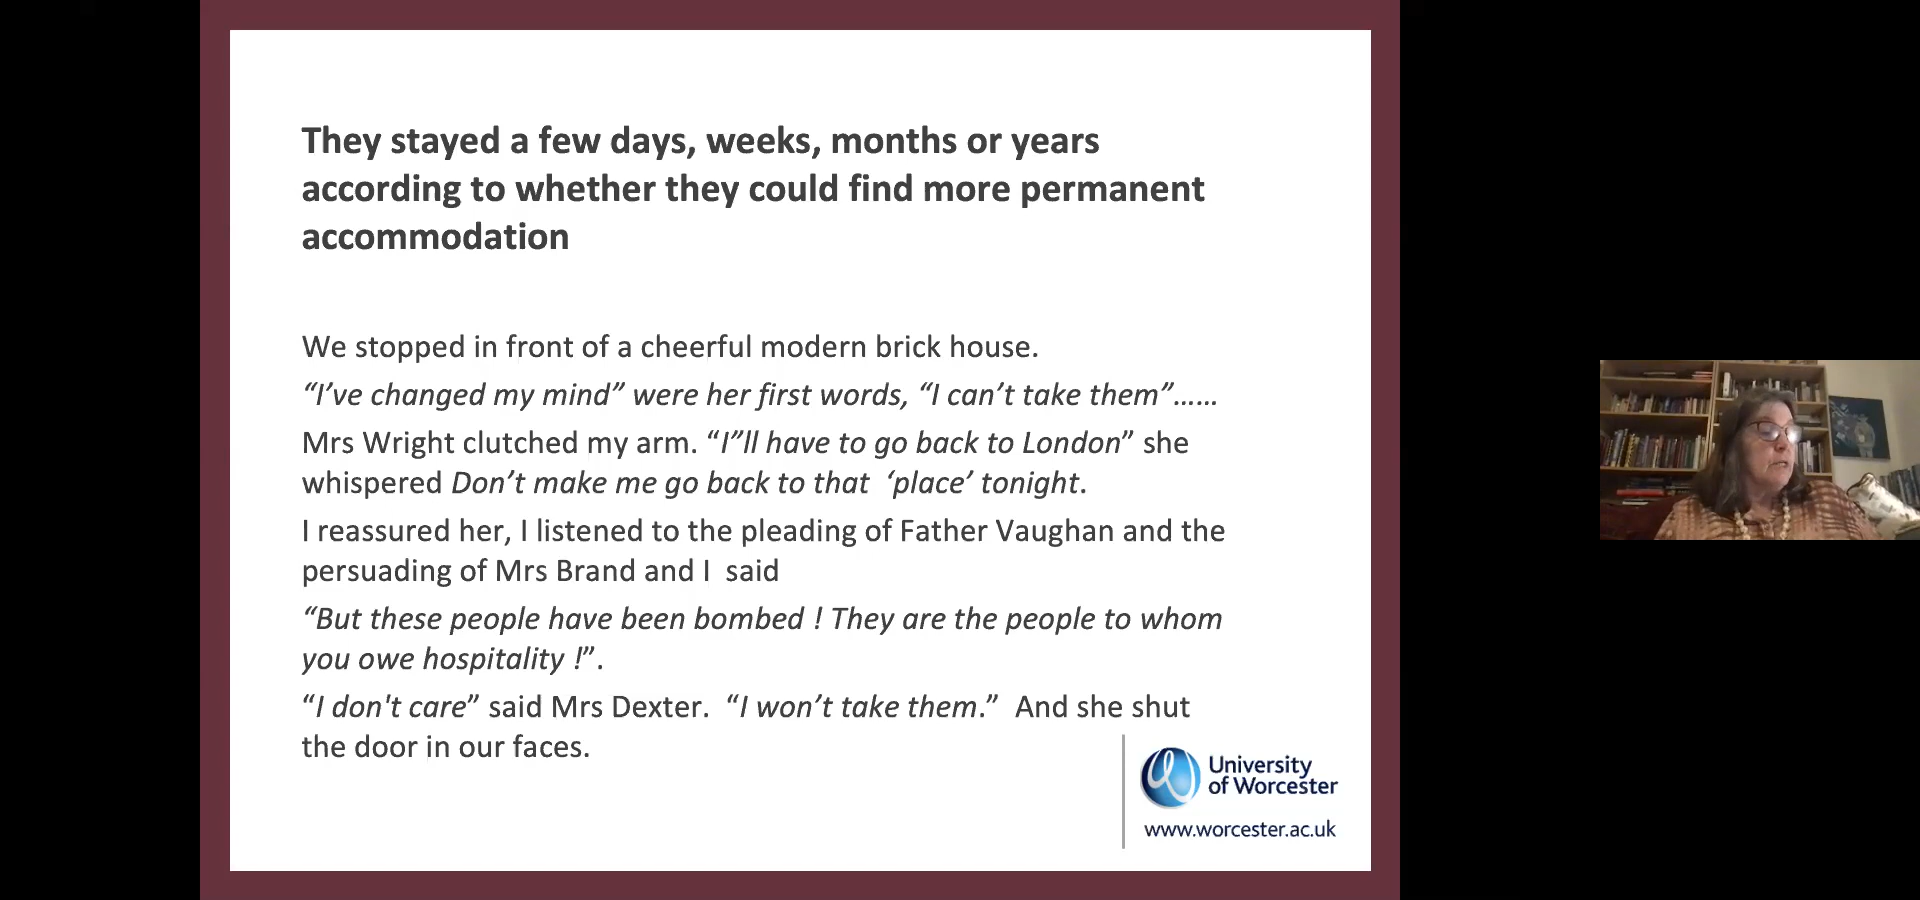 They stayed a few days, weeks, months or years
according to whether they could find more permanent
accommodation
We stopped in front of a cheerful modern brick house.
“I’ve changed my mind” were her first words, “I can’t take them”……
Mrs Wright clutched my arm. “I”ll have to go back to London” she
whispered Don’t make me go back to that ‘place’ tonight.
I reassured her, I listened to the pleading of Father Vaughan and the
persuading of Mrs Brand and I said
“But these people have been bombed ! They are the people to whom
you owe hospitality !”.
“I don't care” said Mrs Dexter. “I won’t take them.” And she shut
the door in our faces.
University
of Worcester
www.worcester.ac.uk